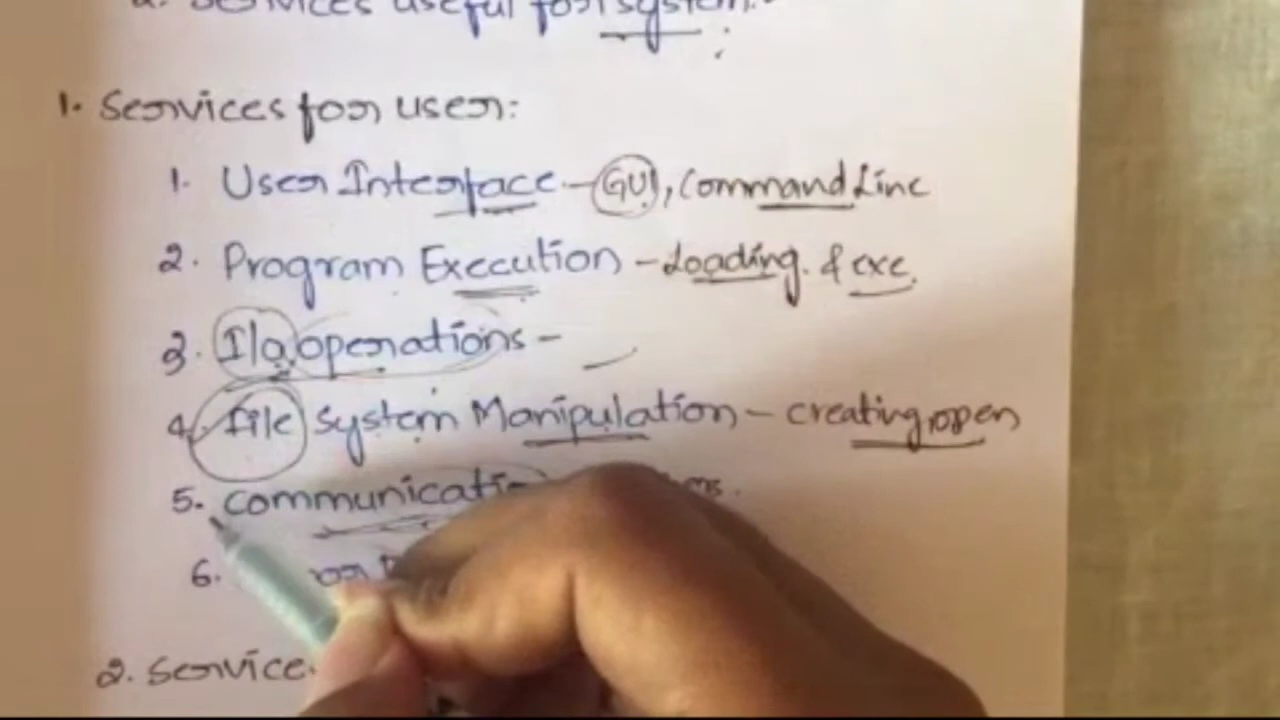 2. Services useful for system.
1. Services for user:
1. User Interface - GUI, Command Line
2. Program Execution - Loading & exe.
3. I/o operations -
4. File System Manipulation - creating, open
5. communicati
6.
2. Service